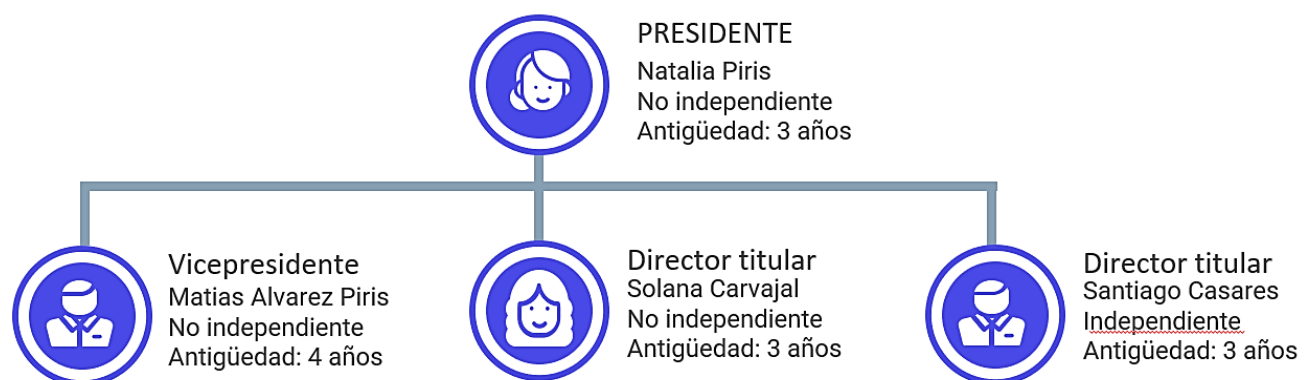 PRESIDENTE
Natalia Piris
No independiente
Antigüedad: 3 años
Vicepresidente
Matias Alvarez Piris
No independiente
Antigüedad: 4 años
Director titular
Solana Carvajal
No independiente
Antigüedad: 3 años
Director titular
Santiago Casares
Independiente
Antigüedad: 3 años